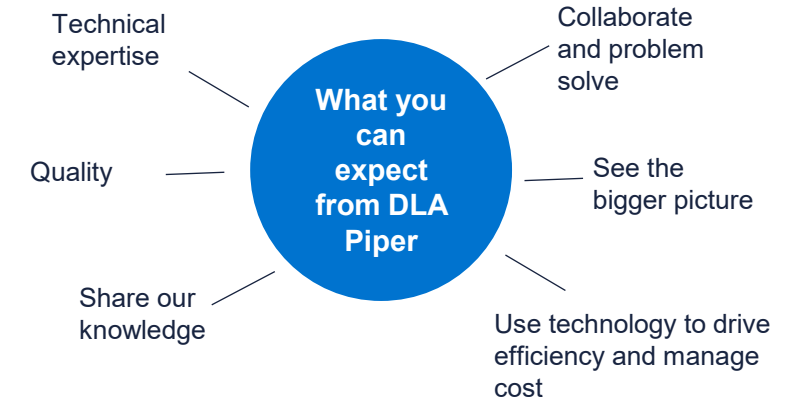 Technical
expertise
Collaborate
and problem
solve
What you
can
expect
from DLA
Piper
Quality
See the
bigger picture
Share our
knowledge
Use technology to drive
efficiency and manage
cost